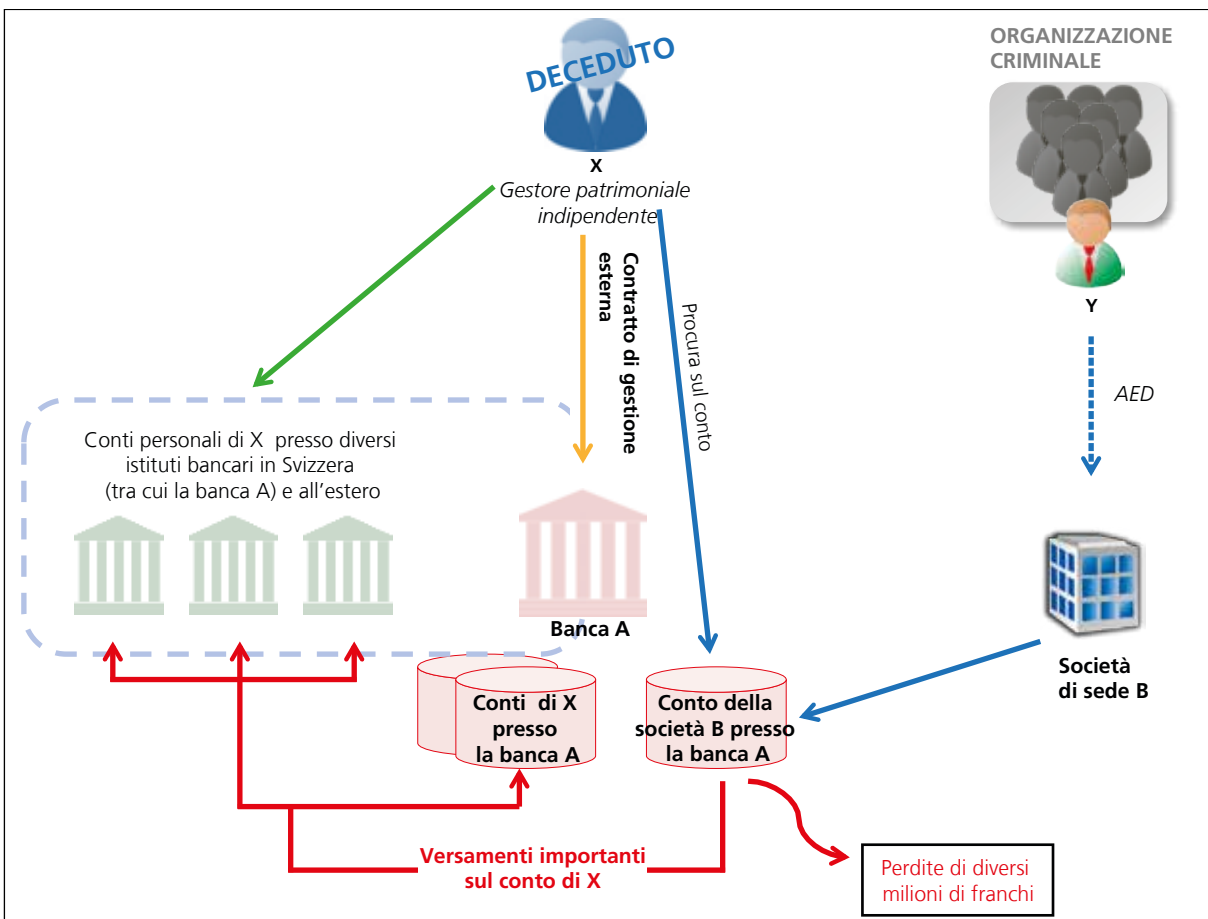 DECEDUTO
X
Gestore patrimoniale
indipendente
ORGANIZZAZIONE
CRIMINALE
Y
AED
Contratto di gestione
esterna
Procura sul conto
Conti personali di X presso diversi
istituti bancari in Svizzera
(tra cui la banca A) e all'estero
Banca A
Società
di sede B
Conti di X
presso
la banca A
Conto della
società B presso
la banca A
Versamenti importanti
sul conto di X
Perdite di diversi
milioni di franchi